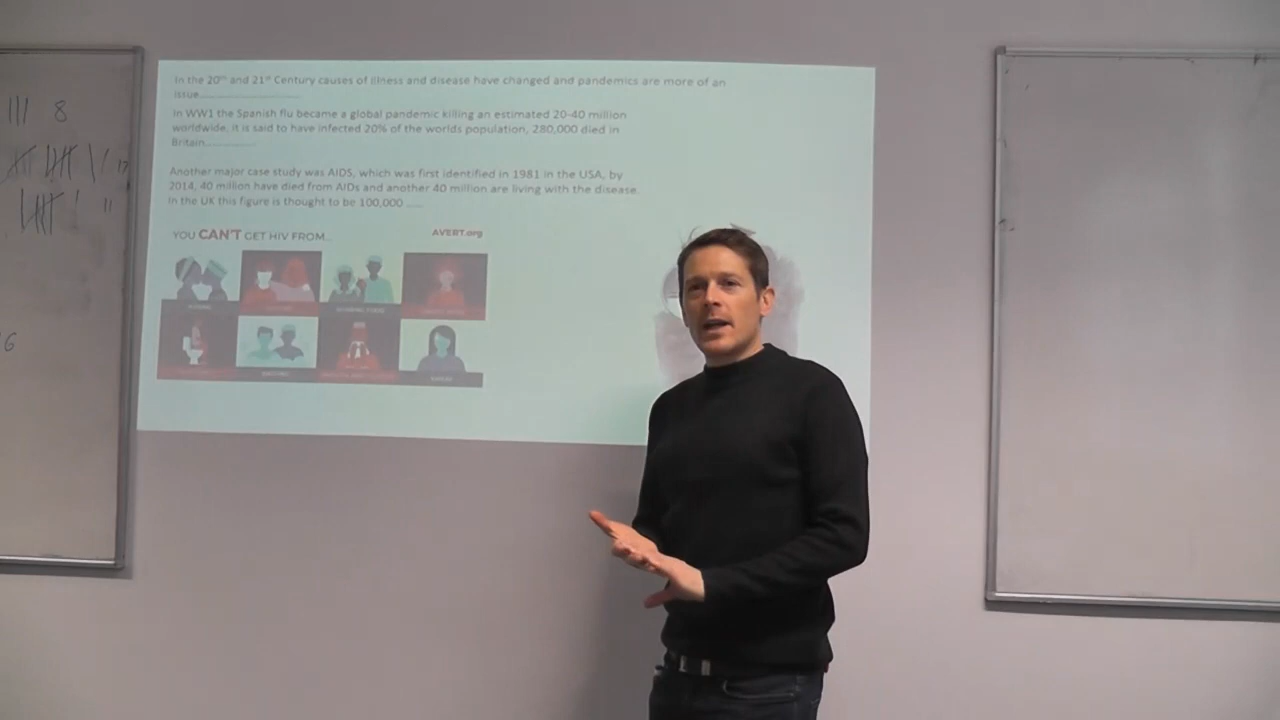 ||| 8
12
11
6
In the 20th and 21st Century causes of illness and disease have changed and pandemics are more of an
issue..............................
In WW1 the Spanish flu became a global pandemic killing an estimated 20-40 million
worldwide. It is said to have infected 20% of the worlds population, 280,000 died in
Britain...............
Another major case study was AIDS, which was first identified in 1981 in the USA, by
2014, 40 million have died from AIDs and another 40 million are living with the disease.
In the UK this figure is thought to be 100,000 .....
YOU CAN'T GET HIV FROM...
AVERT.org
KISSING